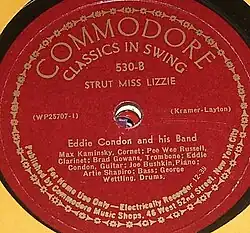 COMMODORE
CLASSICS IN SWING
530-B
STRUT MISS LIZZIE
(WP25707-1)
(Kramer-Layton)
Eddie Condon and his Band
Max Kaminsky, Cornet; Pee Wee Russell,
Clarinet; Brad Gowans, Trombone; Eddie
Condon, Guitar; Joe Bushkin, Piano;
Artie Shapiro; Bass; George
Wettling, Drums.
For Home Use Only — Electrically Recorded
Published by Commodore Music Shops, 46 West 52nd Street, New York City